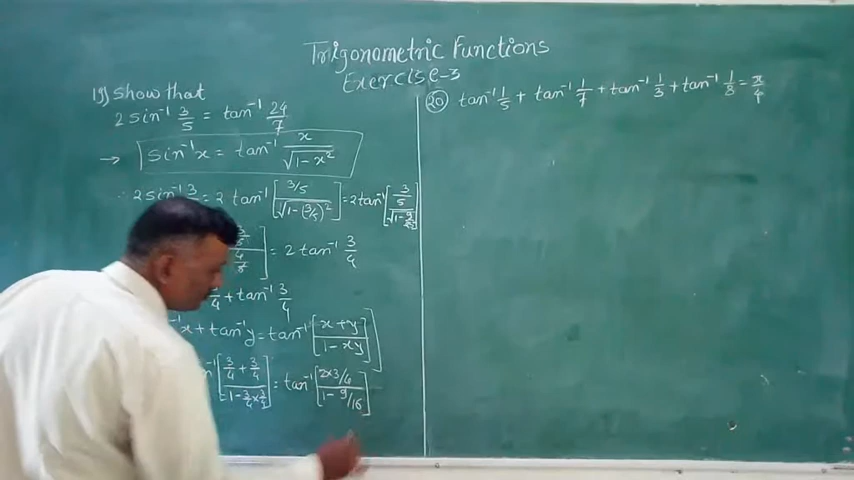 Trigonometric Functions
Exercise-3
19) Show that
2 sin⁻¹ 3/5 = tan⁻¹ 24/7
→ sin⁻¹x = tan⁻¹ x/√(1-x²)
∴ 2 sin⁻¹ 3 = 2 tan⁻¹ [ (3/5)/√(1-(3/5)²) ] = 2 tan⁻¹ [ (3/5)/√(1-9/25) ]
(3/5)/(4/5) ] = 2 tan⁻¹ 3/4
3/4 + tan⁻¹ 3/4
⁻¹x + tan⁻¹y = tan⁻¹ [ (x+y)/(1-xy) ]
⁻¹ [ (3/4 + 3/4)/(1 - 3/4 × 3/4) ] = tan⁻¹ [ (2×3/4)/(1-9/16) ]
20) tan⁻¹ 1/5 + tan⁻¹ 1/7 + tan⁻¹ 1/3 + tan⁻¹ 1/8 = π/4